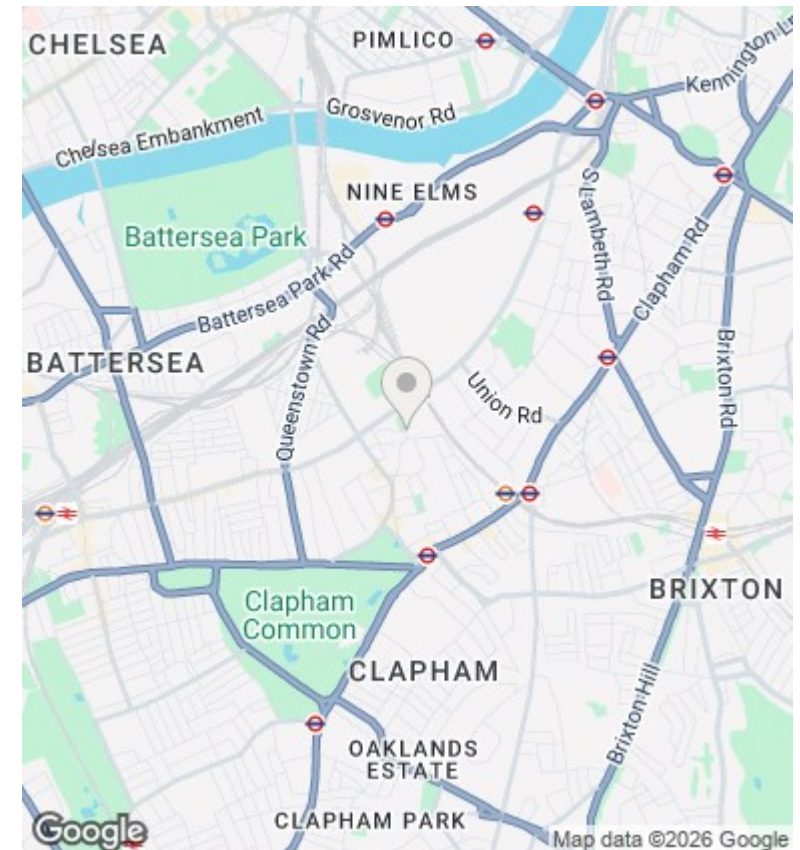 CHELSEA
PIMLICO
Kennington Ln
Grosvenor Rd
Chelsea Embankment
NINE ELMS
S Lambeth Rd
Battersea Park
Clapham Rd
Battersea Park Rd
BATTERSEA
Queenstown Rd
Brixton Rd
Union Rd
BRIXTON
Clapham
Common
CLAPHAM
Brixton Hill
OAKLANDS
ESTATE
CLAPHAM PARK
Google
Map data ©2026 Google